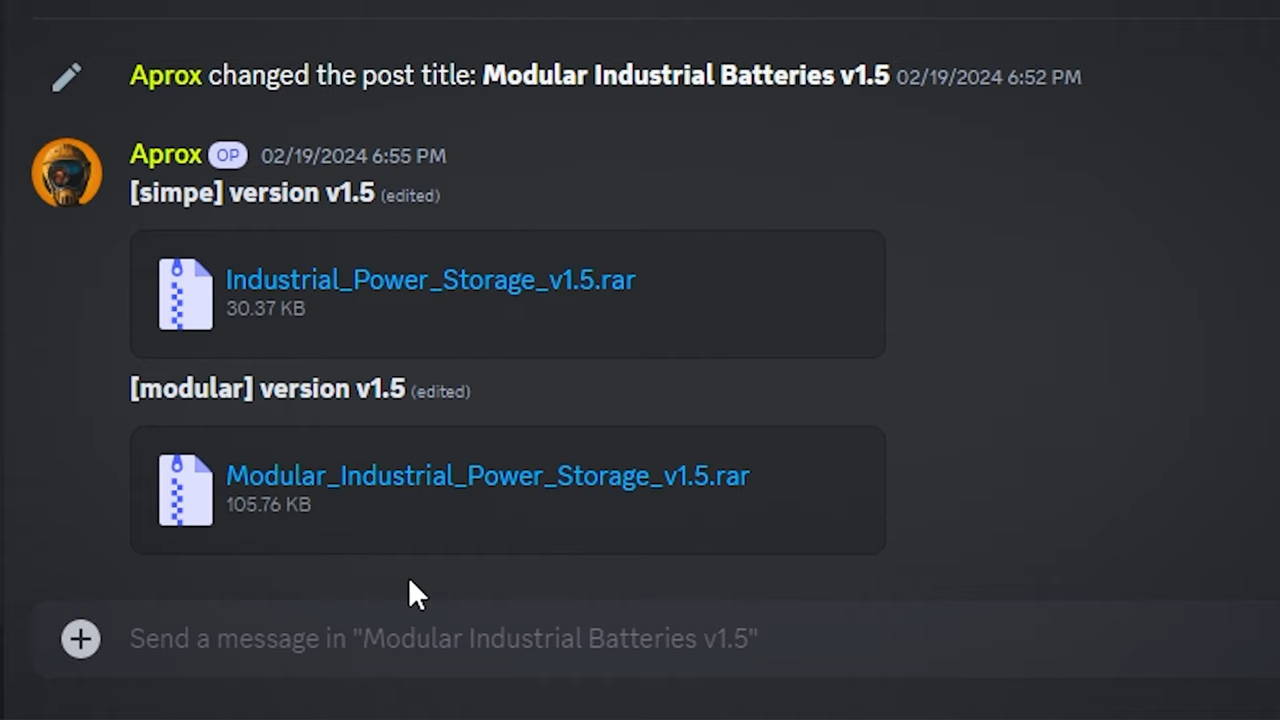 Aprox changed the post title: Modular Industrial Batteries v1.5 02/19/2024 6:52 PM
Aprox OP 02/19/2024 6:55 PM
[simpe] version v1.5 (edited)
Industrial_Power_Storage_v1.5.rar
30.37 KB
[modular] version v1.5 (edited)
Modular_Industrial_Power_Storage_v1.5.rar
105.76 KB
Send a message in "Modular Industrial Batteries v1.5"